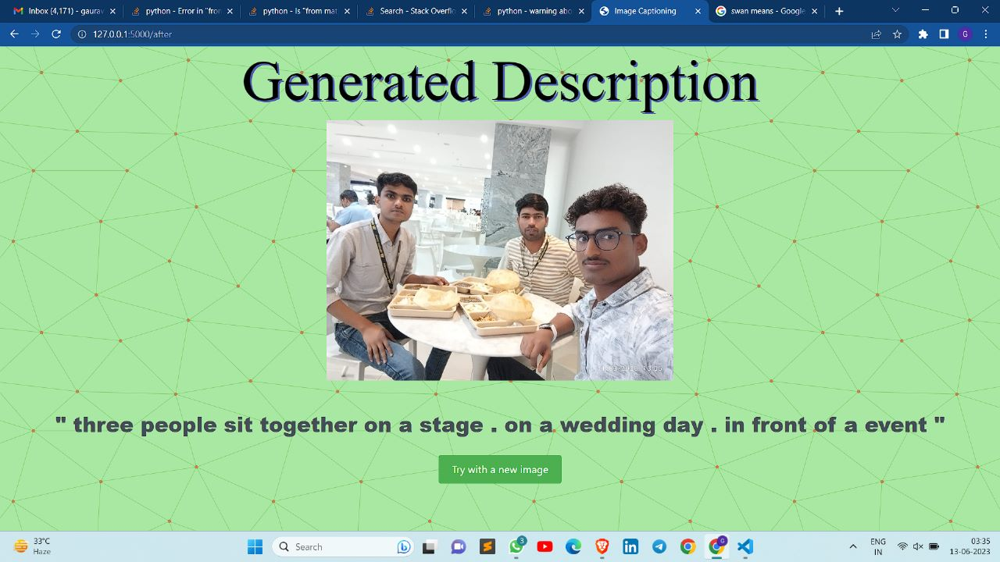 Inbox (4,171) - gaurav
python - Error in "fron
python - Is "from mat
Search - Stack Overflo
python - warning abo
Image Captioning
swan means - Google
127.0.0.1:5000/after
G
Generated Description
" three people sit together on a stage . on a wedding day . in front of a event "
Try with a new image
33°C
Haze
Search
3
G
ENG
IN
03:35
13-06-2023